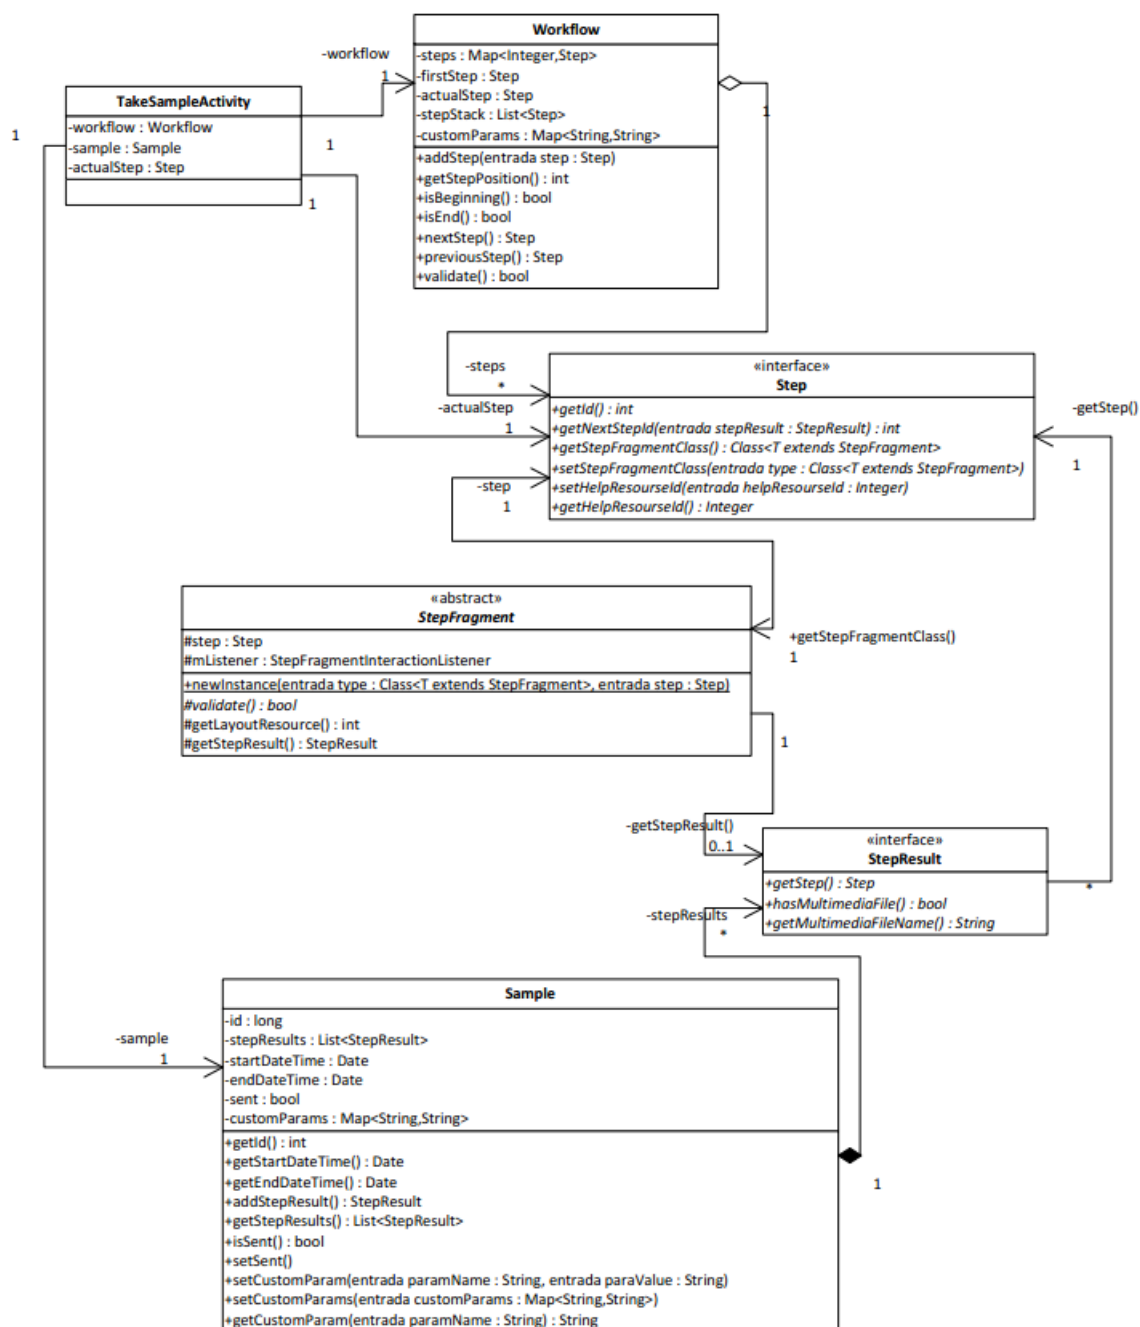 Workflow
-steps : Map<Integer,Step>
-firstStep : Step
-actualStep : Step
-stepStack : List<Step>
-customParams : Map<String,String>
+addStep(entrada step : Step)
+getStepPosition() : int
+isBeginning() : bool
+isEnd() : bool
+nextStep() : Step
+previousStep() : Step
+validate() : bool
-workflow
1
1
TakeSampleActivity
-workflow : Workflow
-sample : Sample
-actualStep : Step
1
1
1
-steps
*
-actualStep
1
«interface»
Step
+getId() : int
+getNextStepId(entrada stepResult : StepResult) : int
+getStepFragmentClass() : Class<T extends StepFragment>
+setStepFragmentClass(entrada type : Class<T extends StepFragment>)
+setHelpResourseId(entrada helpResourseId : Integer)
+getHelpResourseId() : Integer
-getStep()
1
-step
1
«abstract»
StepFragment
#step : Step
#mListener : StepFragmentInteractionListener
+newInstance(entrada type : Class<T extends StepFragment>, entrada step : Step)
#validate() : bool
#getLayoutResource() : int
#getStepResult() : StepResult
+getStepFragmentClass()
1
1
-getStepResult()
0..1
«interface»
StepResult
+getStep() : Step
+hasMultimediaFile() : bool
+getMultimediaFileName() : String
*
-stepResults
*
Sample
-id : long
-stepResults : List<StepResult>
-startDateTime : Date
-endDateTime : Date
-sent : bool
-customParams : Map<String,String>
+getId() : int
+getStartDateTime() : Date
+getEndDateTime() : Date
+addStepResult() : StepResult
+getStepResults() : List<StepResult>
+isSent() : bool
+setSent()
+setCustomParam(entrada paramName : String, entrada paraValue : String)
+setCustomParams(entrada customParams : Map<String,String>)
+getCustomParam(entrada paramName : String) : String
-sample
1
1